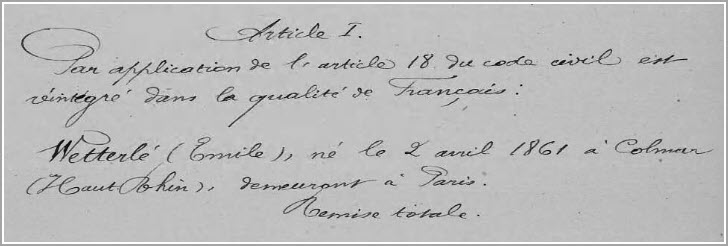 Article I.
Par application de l'article 18 du code civil est
réintégré dans la qualité de Français :
Wetterlé (Emile), né le 2 avril 1861 à Colmar
(Haut Rhin), demeurant à Paris.
Remise totale.